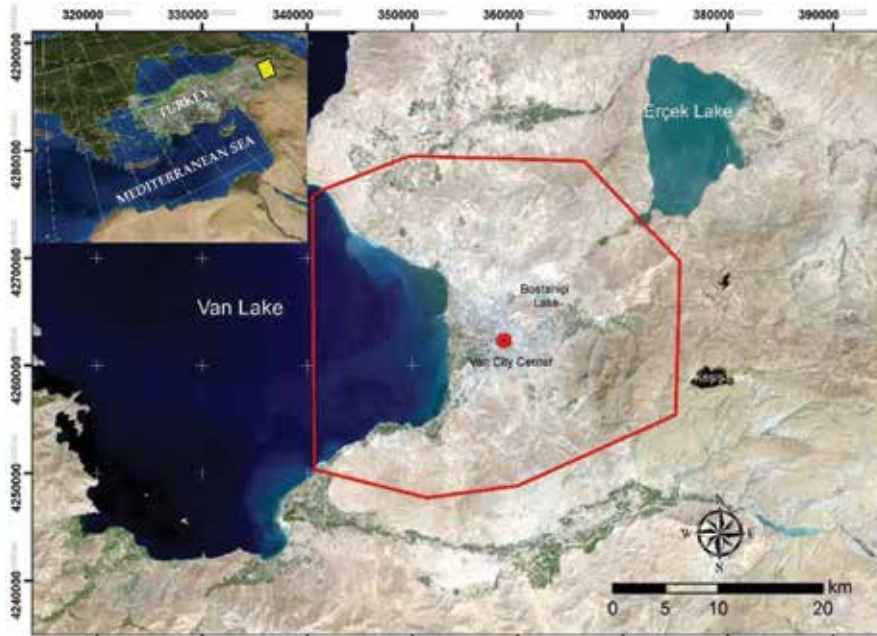 320000 330000 340000 350000 360000 370000 380000 390000
4290000
4280000
4270000
4260000
4250000
4240000
TURKEY
MEDITERRANEAN SEA
Erçek Lake
Van Lake
Bostaniçi
Lake
Van City Center
N
W E
S
km
0 5 10 20